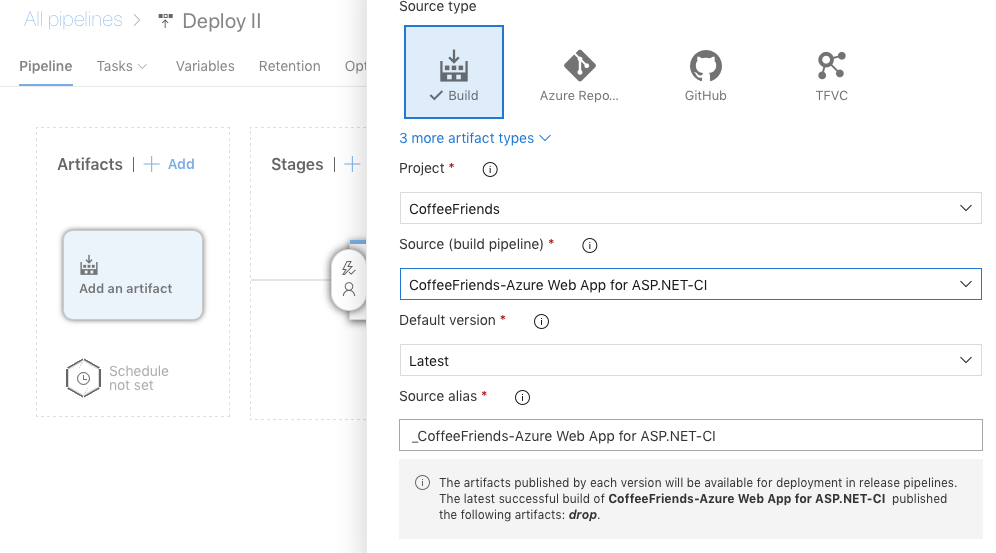 All pipelines > Deploy II
Pipeline Tasks Variables Retention Opt
Artifacts | + Add
Stages | +
Add an artifact
Schedule
not set
Source type
Build
Azure Repo...
GitHub
TFVC
3 more artifact types
Project *
CoffeeFriends
Source (build pipeline) *
CoffeeFriends-Azure Web App for ASP.NET-CI
Default version *
Latest
Source alias *
_CoffeeFriends-Azure Web App for ASP.NET-CI
The artifacts published by each version will be available for deployment in release pipelines.
The latest successful build of CoffeeFriends-Azure Web App for ASP.NET-CI published
the following artifacts: drop.